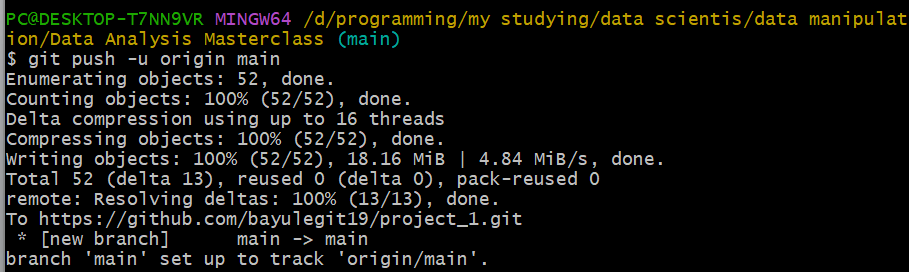 PC@DESKTOP-T7NN9VR MINGW64 /d/programming/my studying/data scientis/data manipulat
ion/Data Analysis Masterclass (main)
$ git push -u origin main
Enumerating objects: 52, done.
Counting objects: 100% (52/52), done.
Delta compression using up to 16 threads
Compressing objects: 100% (52/52), done.
Writing objects: 100% (52/52), 18.16 MiB | 4.84 MiB/s, done.
Total 52 (delta 13), reused 0 (delta 0), pack-reused 0
remote: Resolving deltas: 100% (13/13), done.
To https://github.com/bayulegit19/project_1.git
 * [new branch]      main -> main
branch 'main' set up to track 'origin/main'.